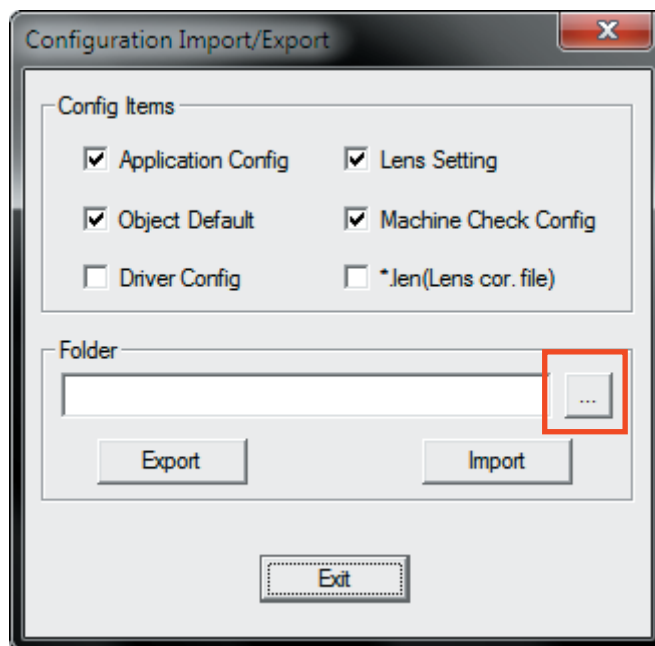 Configuration Import/Export
Config Items
Application Config
Lens Setting
Object Default
Machine Check Config
Driver Config
*.len(Lens cor. file)
Folder
...
Export
Import
Exit